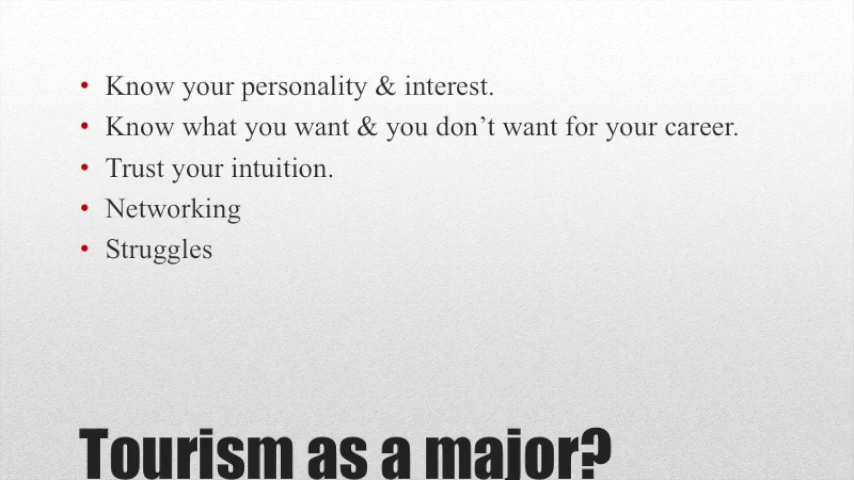 • Know your personality & interest.
• Know what you want & you don’t want for your career.
• Trust your intuition.
• Networking
• Struggles
Tourism as a major?